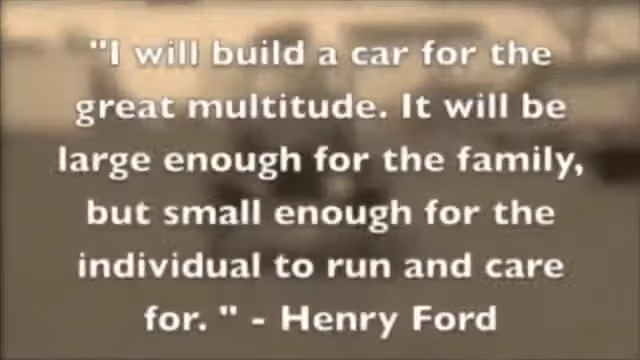 "I will build a car for the
great multitude. It will be
large enough for the family,
but small enough for the
individual to run and care
for. " - Henry Ford